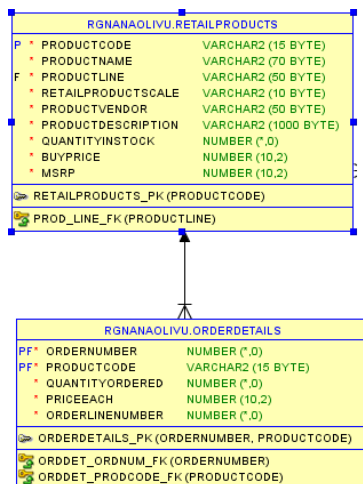 RGNANAOLIVU.RETAILPRODUCTS
P * PRODUCTCODE VARCHAR2 (15 BYTE)
* PRODUCTNAME VARCHAR2 (70 BYTE)
F * PRODUCTLINE VARCHAR2 (50 BYTE)
* RETAILPRODUCTSCALE VARCHAR2 (10 BYTE)
* PRODUCTVENDOR VARCHAR2 (50 BYTE)
* PRODUCTDESCRIPTION VARCHAR2 (1000 BYTE)
* QUANTITYINSTOCK NUMBER (*,0)
* BUYPRICE NUMBER (10,2)
* MSRP NUMBER (10,2)
RETAILPRODUCTS_PK (PRODUCTCODE)
PROD_LINE_FK (PRODUCTLINE)
RGNANAOLIVU.ORDERDETAILS
PF* ORDERNUMBER NUMBER (*,0)
PF* PRODUCTCODE VARCHAR2 (15 BYTE)
* QUANTITYORDERED NUMBER (*,0)
* PRICEEACH NUMBER (10,2)
* ORDERLINENUMBER NUMBER (*,0)
ORDERDETAILS_PK (ORDERNUMBER, PRODUCTCODE)
ORDDET_ORDNUM_FK (ORDERNUMBER)
ORDDET_PRODCODE_FK (PRODUCTCODE)